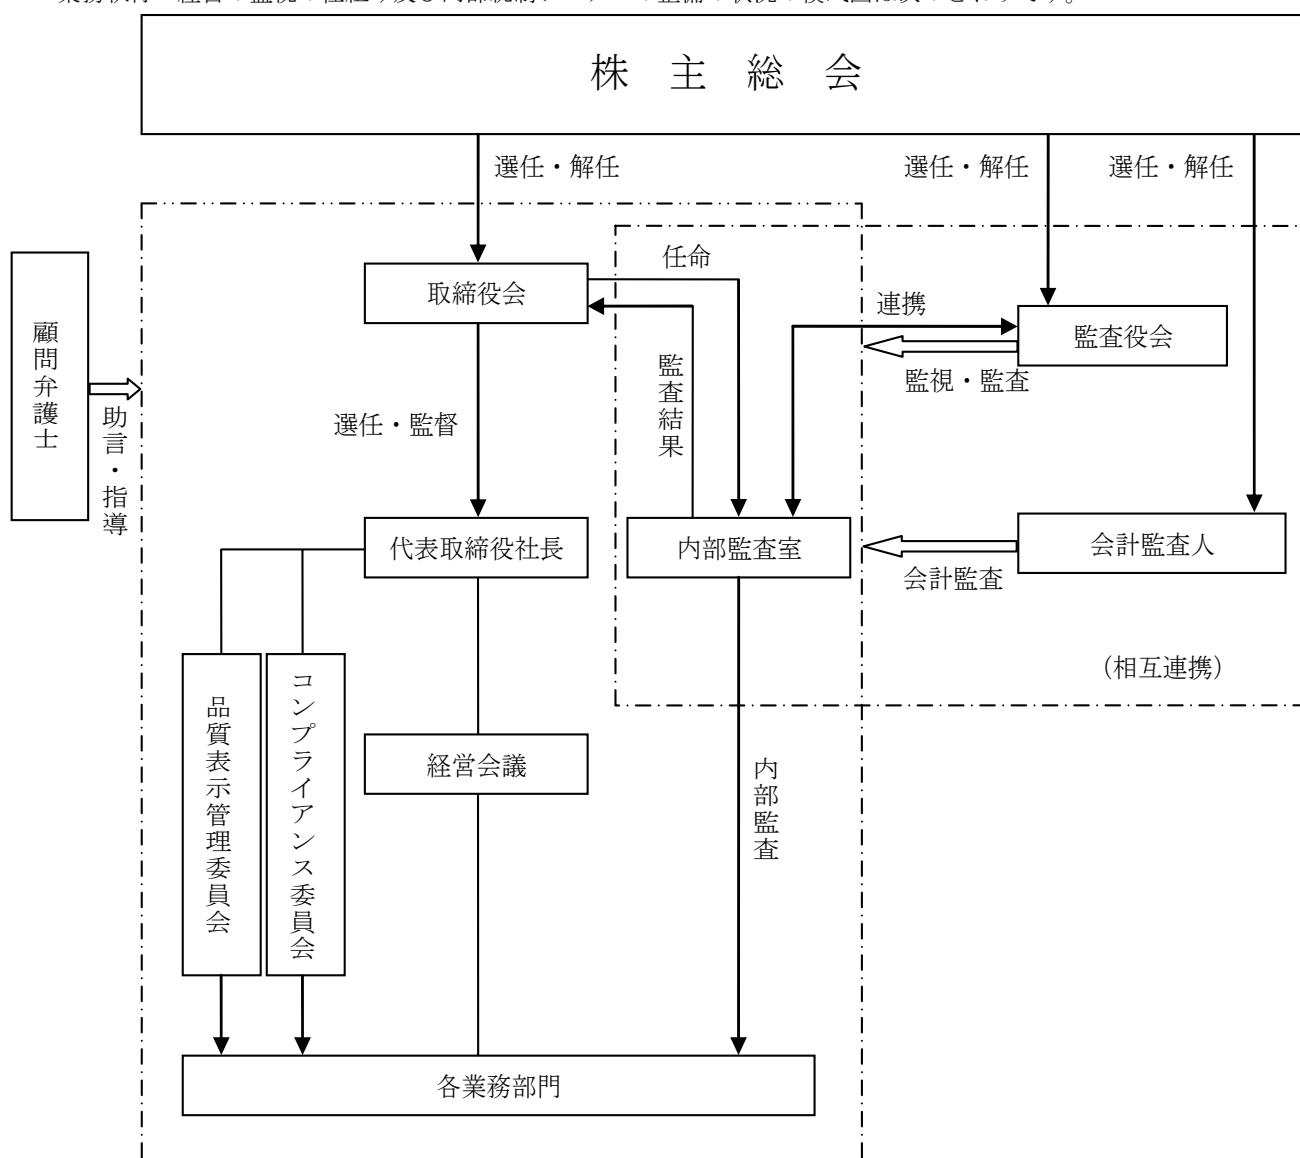 株主総会
選任・解任
選任・解任
選任・解任
任命
取締役会
連携
監査役会
監視・監査
顧問弁護士
助言・指導
監査結果
選任・監督
代表取締役社長
内部監査室
会計監査人
会計監査
(相互連携)
品質表示管理委員会
コンプライアンス委員会
経営会議
内部監査
各業務部門